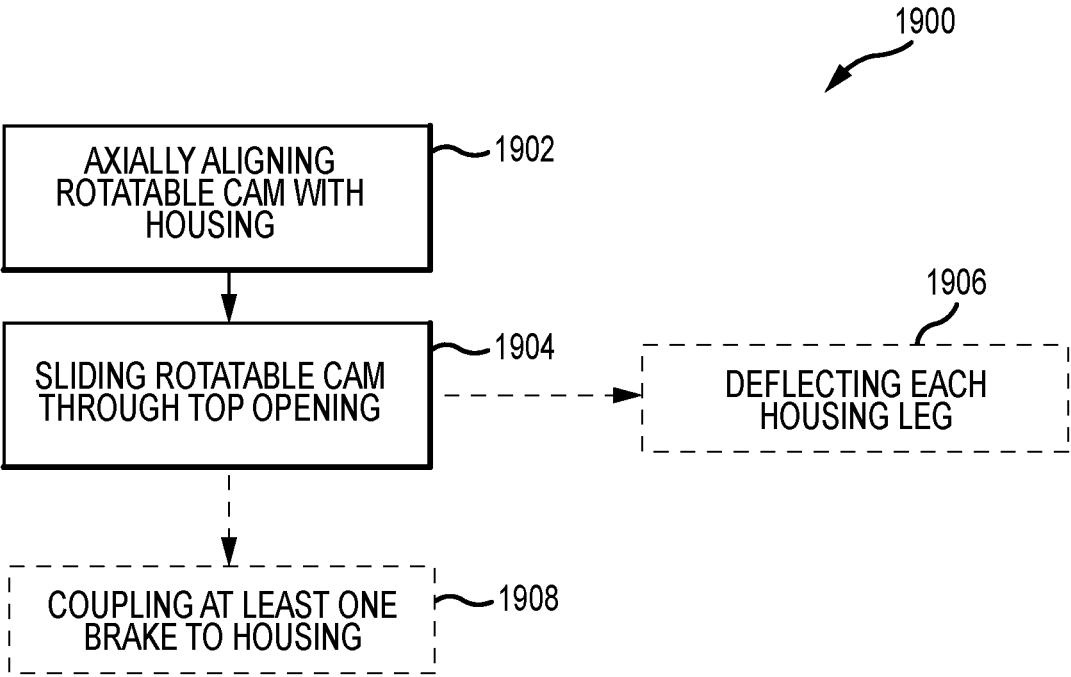 1900
AXIALLY ALIGNING
ROTATABLE CAM WITH
HOUSING
1902
SLIDING ROTATABLE CAM
THROUGH TOP OPENING
1904
1906
DEFLECTING EACH
HOUSING LEG
COUPLING AT LEAST ONE
BRAKE TO HOUSING
1908